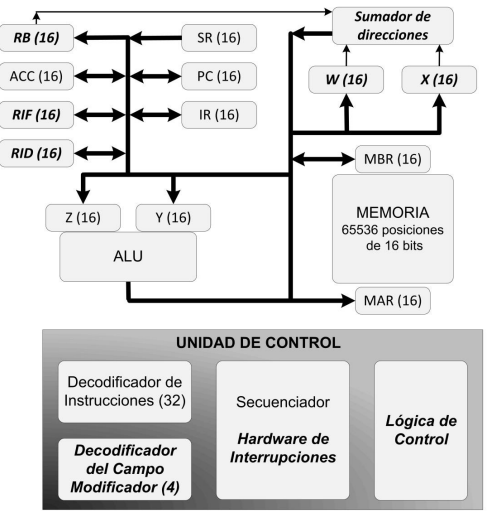 RB (16)
SR (16)
Sumador de
direcciones
ACC (16)
PC (16)
W (16)
X (16)
RIF (16)
IR (16)
RID (16)
MBR (16)
Z (16)
Y (16)
MEMORIA
65536 posiciones
de 16 bits
ALU
MAR (16)
UNIDAD DE CONTROL
Decodificador de
Instrucciones (32)
Decodificador
del Campo
Modificador (4)
Secuenciador
Hardware de
Interrupciones
Lógica de
Control